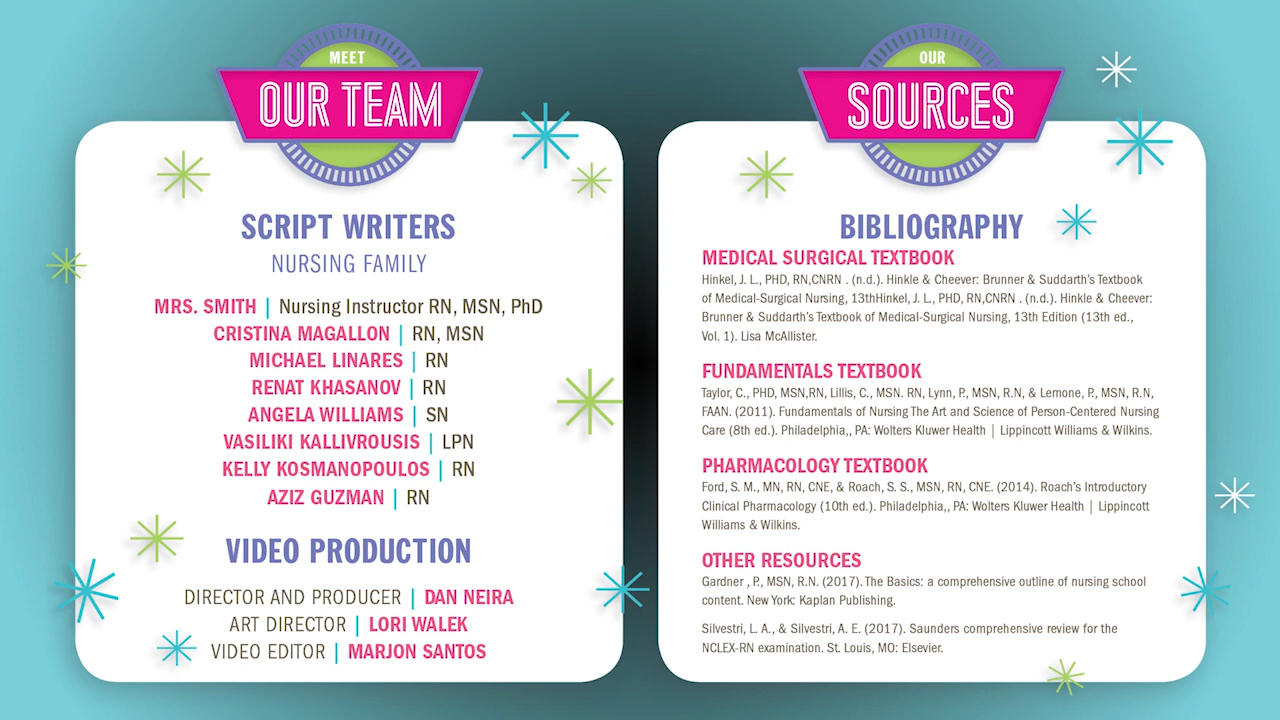 MEET
OUR TEAM
SCRIPT WRITERS
NURSING FAMILY
MRS. SMITH | Nursing Instructor RN, MSN, PhD
CRISTINA MAGALLON | RN, MSN
MICHAEL LINARES | RN
RENAT KHASANOV | RN
ANGELA WILLIAMS | SN
VASILIKI KALLIVROUSIS | LPN
KELLY KOSMANOPOULOS | RN
AZIZ GUZMAN | RN
VIDEO PRODUCTION
DIRECTOR AND PRODUCER | DAN NEIRA
ART DIRECTOR | LORI WALEK
VIDEO EDITOR | MARJON SANTOS
OUR
SOURCES
BIBLIOGRAPHY
MEDICAL SURGICAL TEXTBOOK
Hinkel, J. L., PHD, RN,CNRN . (n.d.). Hinkle & Cheever: Brunner & Suddarth's Textbook
of Medical-Surgical Nursing, 13thHinkel, J. L., PHD, RN,CNRN . (n.d.). Hinkle & Cheever:
Brunner & Suddarth's Textbook of Medical-Surgical Nursing, 13th Edition (13th ed.,
Vol. 1). Lisa McAllister.
FUNDAMENTALS TEXTBOOK
Taylor, C., PHD, MSN,RN, Lillis, C., MSN. RN, Lynn, P., MSN, R.N, & Lemone, P., MSN, R.N,
FAAN. (2011). Fundamentals of Nursing The Art and Science of Person-Centered Nursing
Care (8th ed.). Philadelphia,, PA: Wolters Kluwer Health | Lippincott Williams & Wilkins.
PHARMACOLOGY TEXTBOOK
Ford, S. M., MN, RN, CNE, & Roach, S. S., MSN, RN, CNE. (2014). Roach's Introductory
Clinical Pharmacology (10th ed.). Philadelphia,, PA: Wolters Kluwer Health | Lippincott
Williams & Wilkins.
OTHER RESOURCES
Gardner , P., MSN, R.N. (2017). The Basics: a comprehensive outline of nursing school
content. New York: Kaplan Publishing.
Silvestri, L. A., & Silvestri, A. E. (2017). Saunders comprehensive review for the
NCLEX-RN examination. St. Louis, MO: Elsevier.